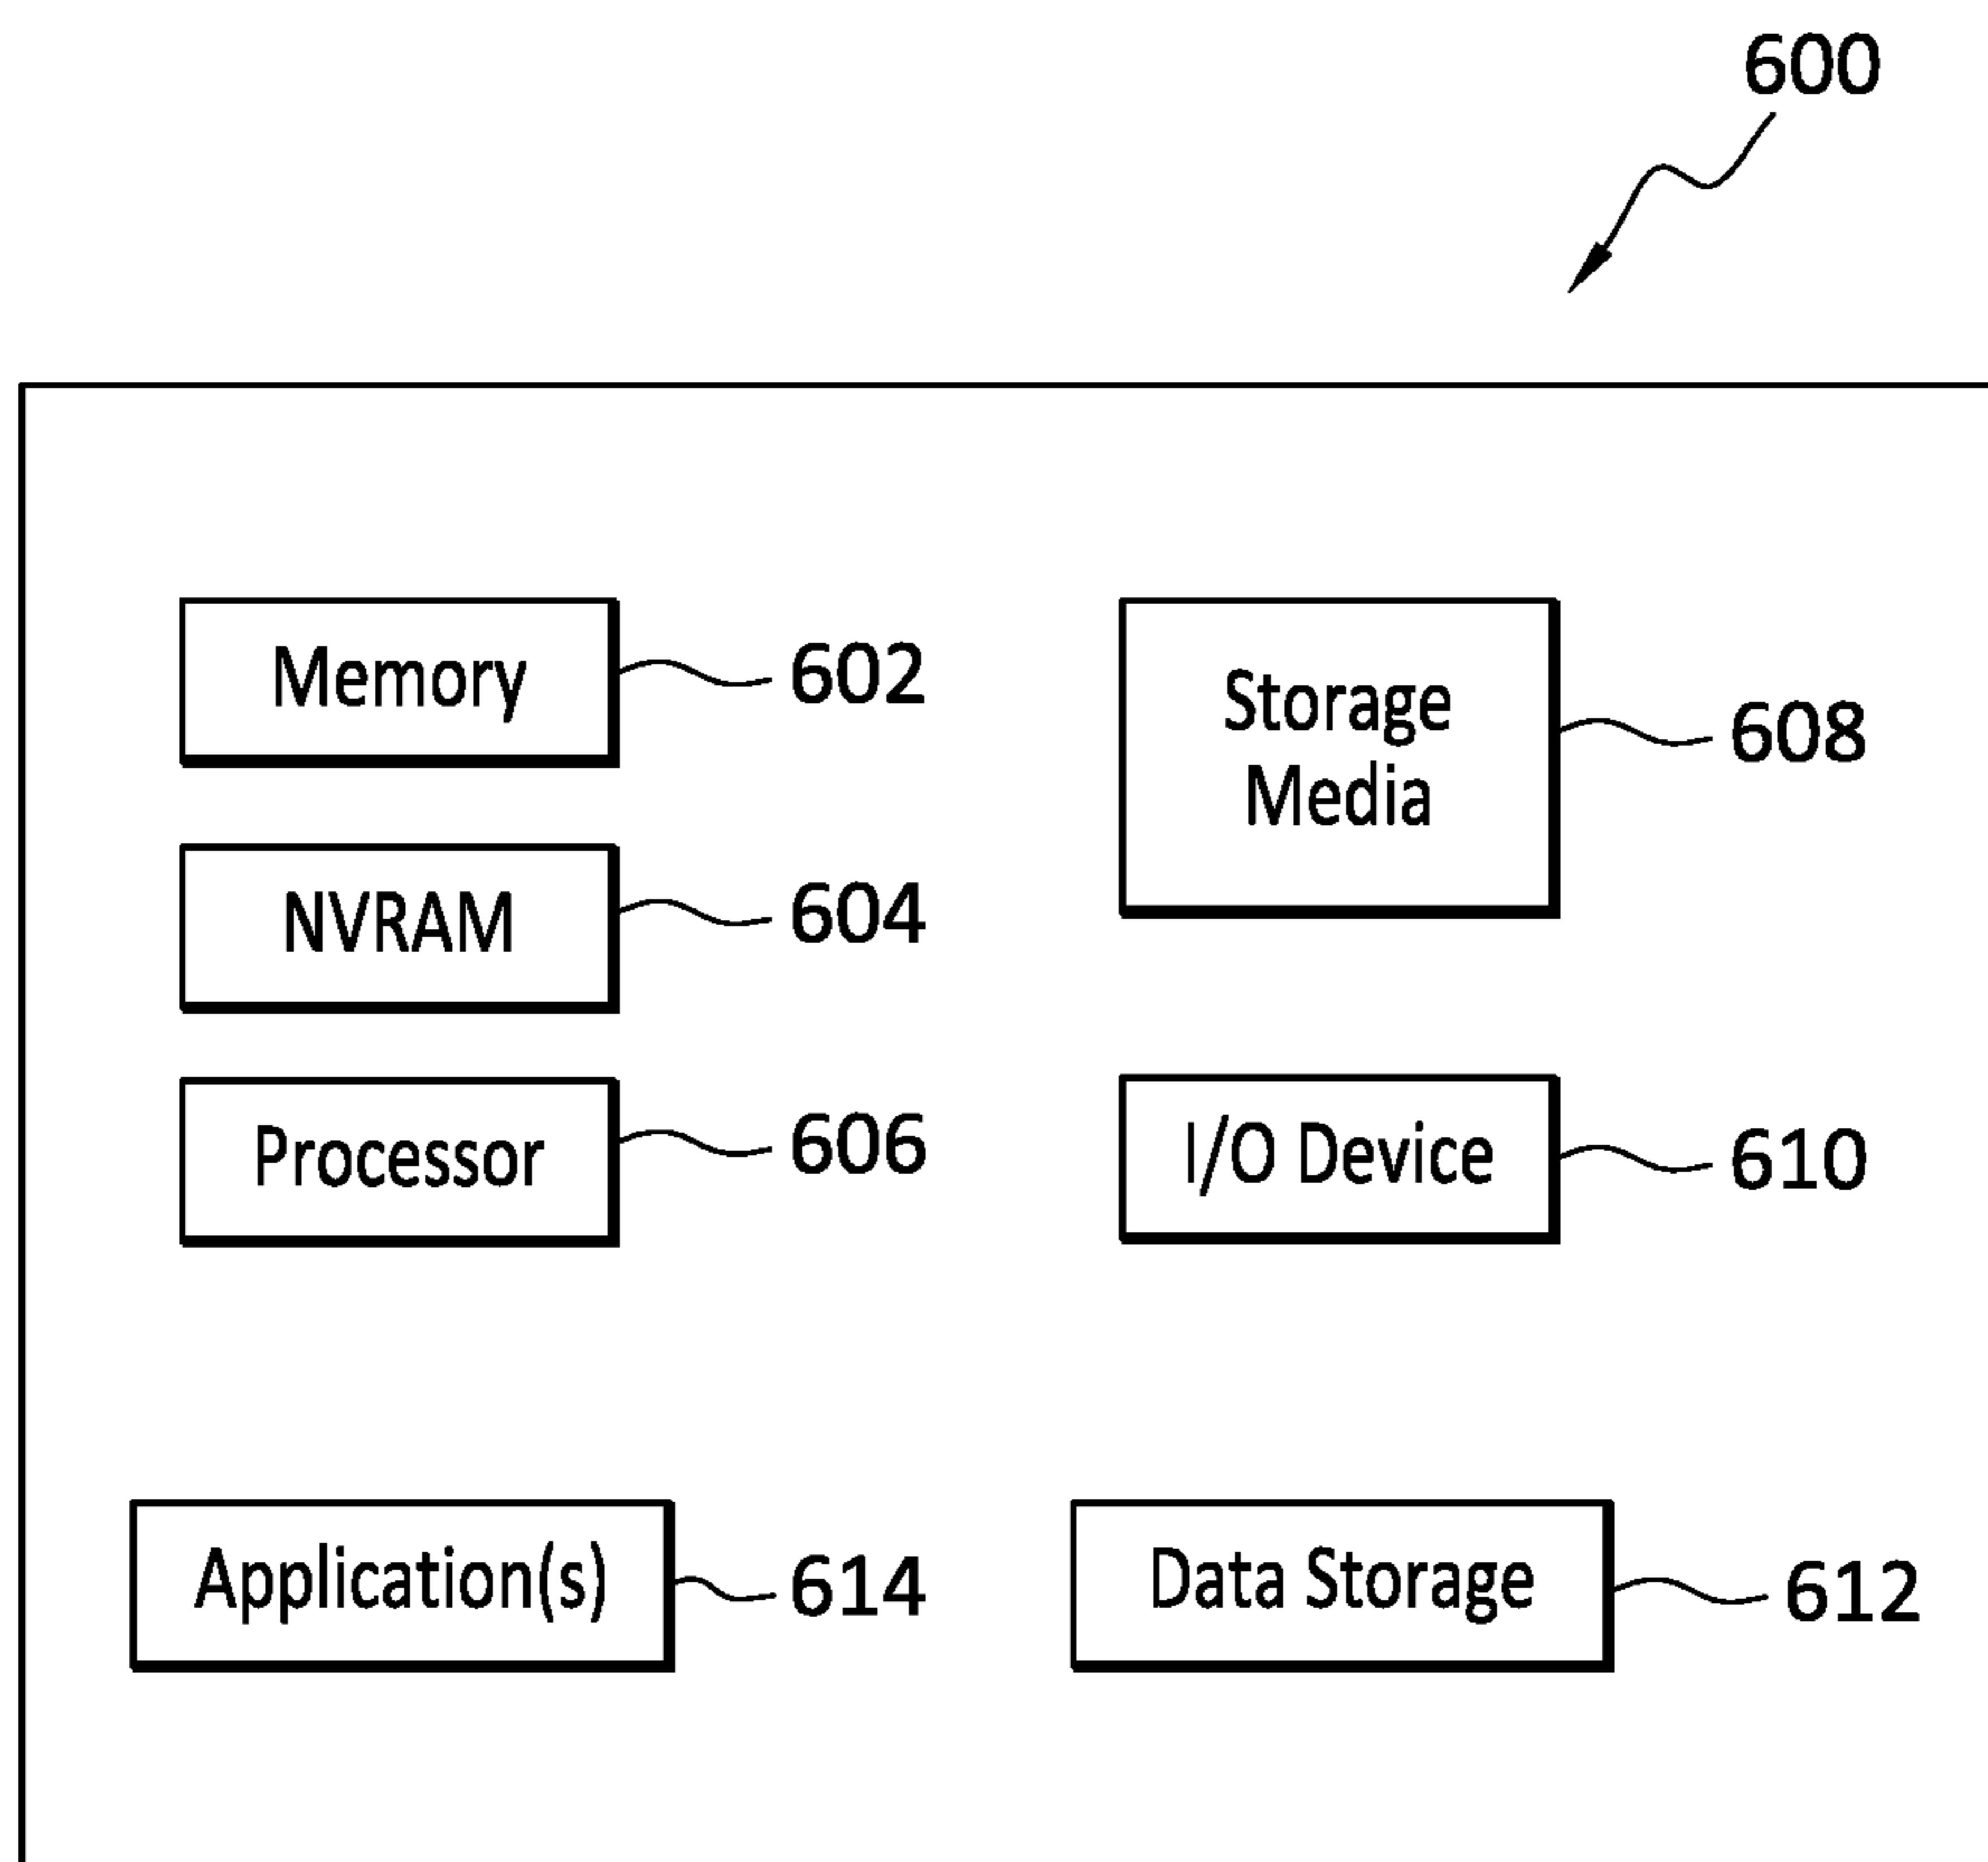 600
Memory
602
Storage
Media
608
NVRAM
604
Processor
606
I/O Device
610
Application(s)
614
Data Storage
612